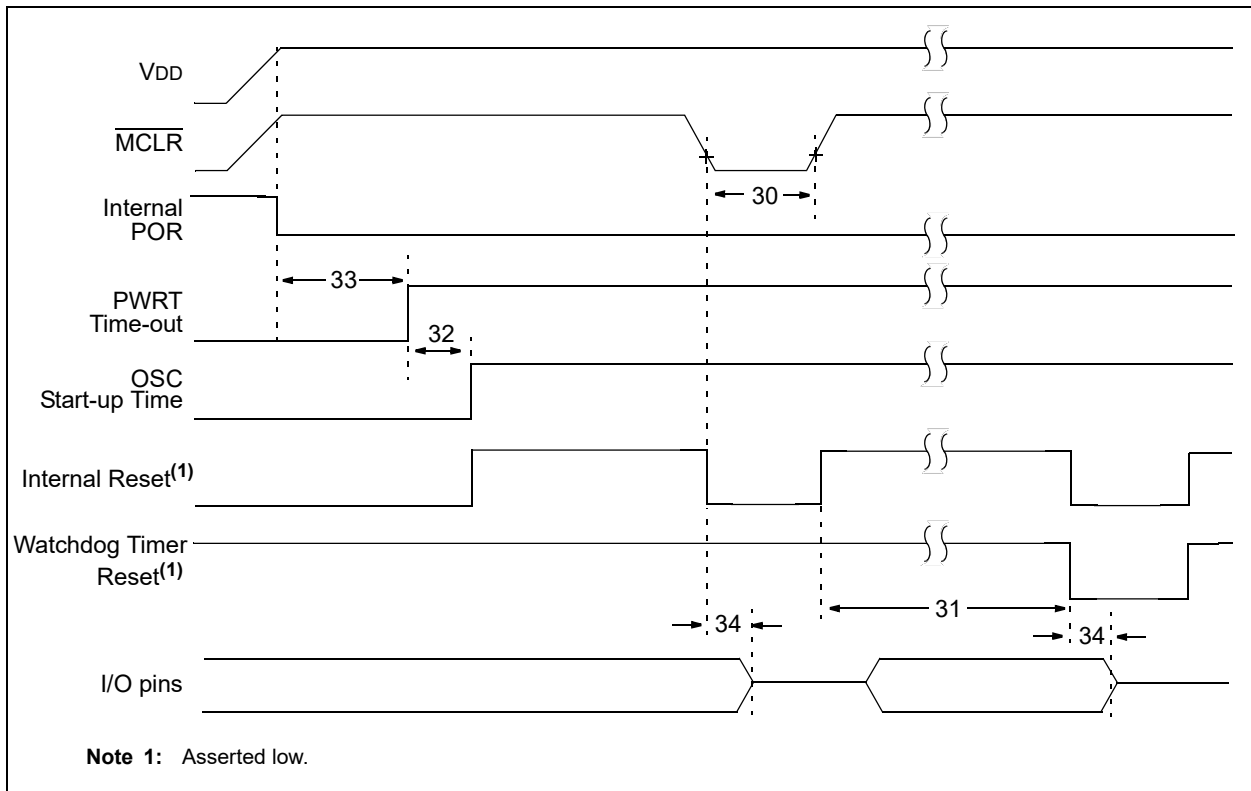 VDD
MCLR
30
Internal
POR
33
PWRT
Time-out
32
OSC
Start-up Time
Internal Reset(1)
Watchdog Timer
Reset(1)
31
34
34
I/O pins
Note 1: Asserted low.